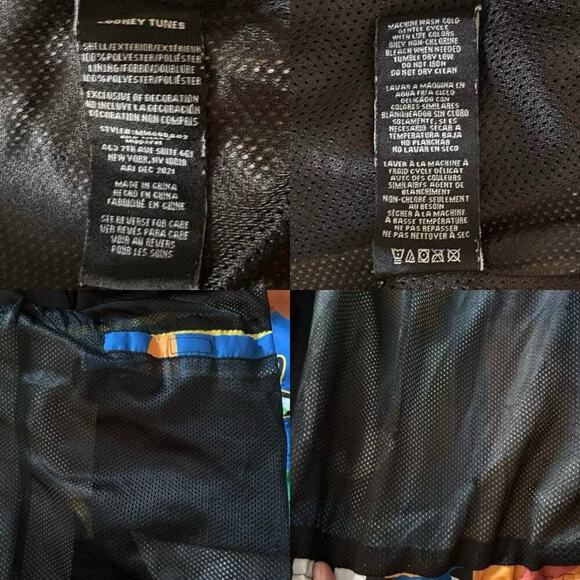 LOONEY TUNES
SHELL/EXTERIOR/EXTÉRIEUR
100% POLYESTER/POLIÉSTER
LINING/FORRO/DOUBLURE
100% POLYESTER/POLIÉSTER
EXCLUSIVE OF DECORATION
NO INCLUYE LA DECORACIÓN
DÉCORATION NON COMPRIS
463 7TH AVE SUITE 401
NEW YORK, NY 10018
DEC 2021
MADE IN CHINA
HECHO EN CHINA
FABRIQUÉ EN CHINE
SEE REVERSE FOR CARE
VER REVÉS PARA CARE
VOIR AU REVERS
POUR LES SOINS
MACHINE WASH COLD
GENTLE CYCLE
WITH LIKE COLORS
ONLY NON-CHLORINE
BLEACH WHEN NEEDED
TUMBLE DRY LOW
DO NOT IRON
DO NOT DRY CLEAN
LAVAR A MÁQUINA EN
AGUA FRÍA CICLO
DELICADO CON
COLORES SIMILARES
BLANQUEADOR SIN CLORO
SOLAMENTE, SI ES
NECESARIO SECAR A
TEMPERATURA BAJA
NO PLANCHAR
NO LAVAR EN SECO
LAVER À LA MACHINE À
FROID CYCLE DÉLICAT
AVEC DES COULEURS
SIMILAIRES AGENT DE
BLANCHIMENT
NON-CHLORE SEULEMENT
AU BESOIN
SÉCHER À LA MACHINE
À BASSE TEMPÉRATURE
NE PAS REPASSER
NE PAS NETTOYER À SEC